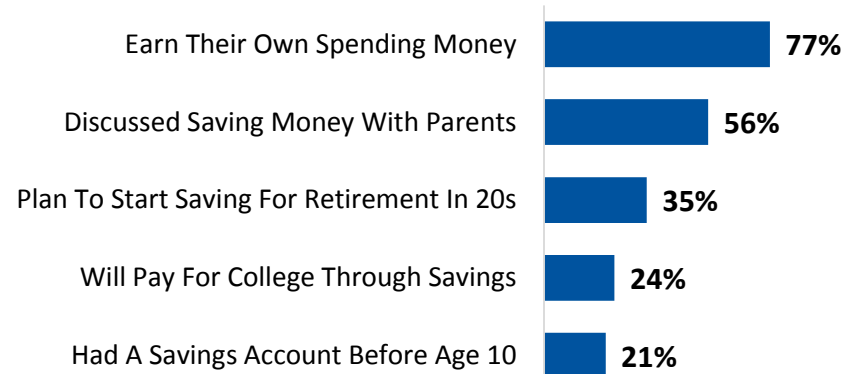 Earn Their Own Spending Money 77%
Discussed Saving Money With Parents 56%
Plan To Start Saving For Retirement In 20s 35%
Will Pay For College Through Savings 24%
Had A Savings Account Before Age 10 21%